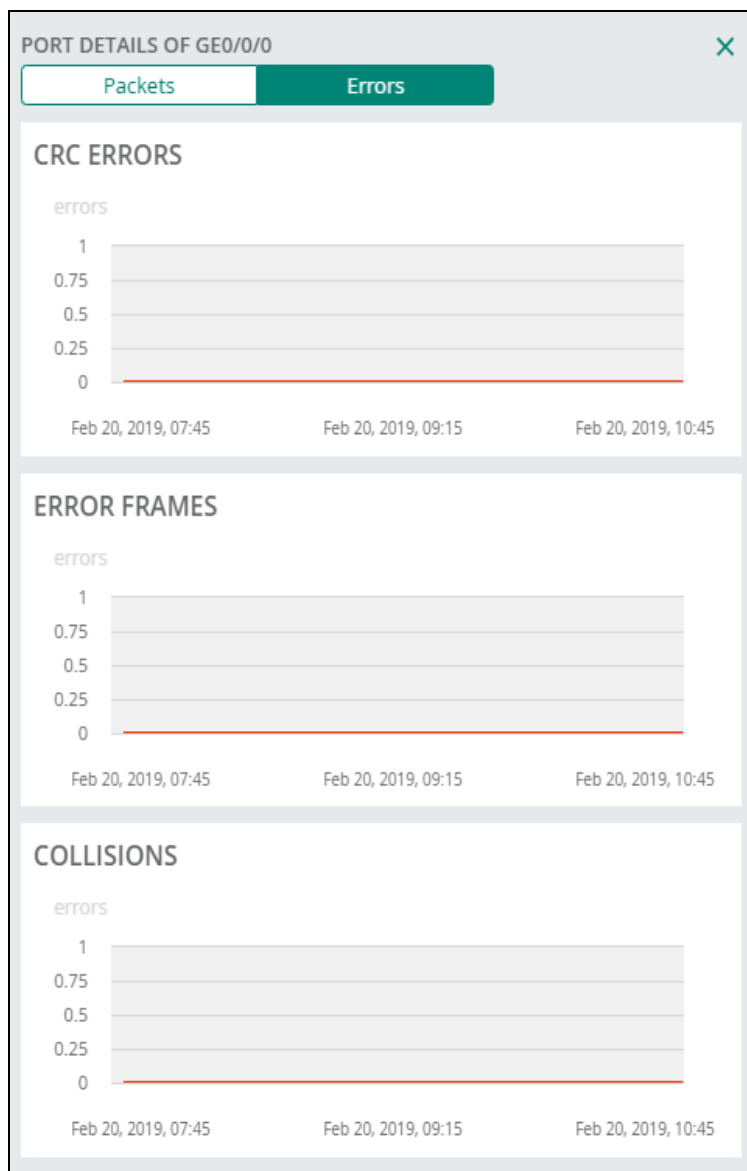 PORT DETAILS OF GE0/0/0
Packets
Errors
CRC ERRORS
errors
1
0.75
0.5
0.25
0
Feb 20, 2019, 07:45
Feb 20, 2019, 09:15
Feb 20, 2019, 10:45
ERROR FRAMES
errors
1
0.75
0.5
0.25
0
Feb 20, 2019, 07:45
Feb 20, 2019, 09:15
Feb 20, 2019, 10:45
COLLISIONS
errors
1
0.75
0.5
0.25
0
Feb 20, 2019, 07:45
Feb 20, 2019, 09:15
Feb 20, 2019, 10:45